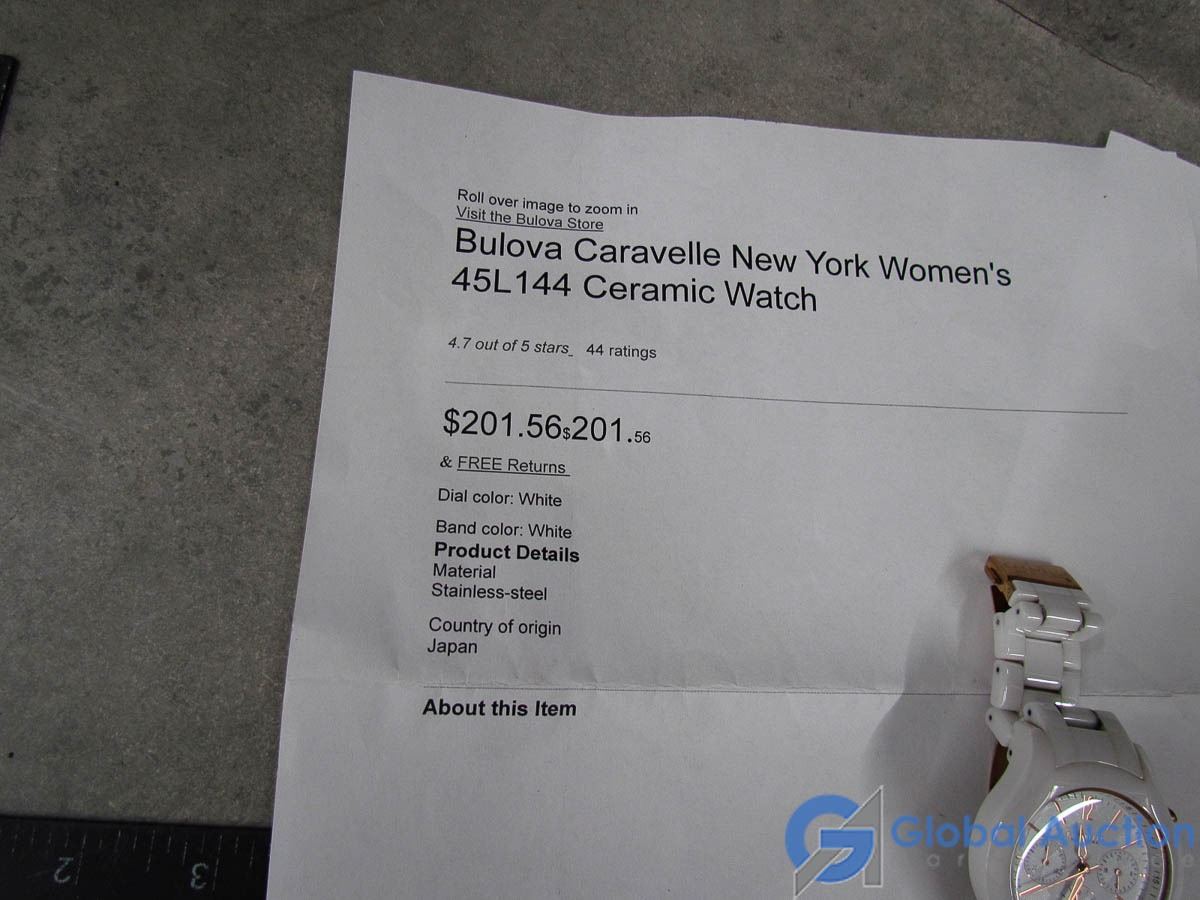 Roll over image to zoom in
Visit the Bulova Store
Bulova Caravelle New York Women's
45L144 Ceramic Watch
4.7 out of 5 stars 44 ratings
$201.56$201.56
& FREE Returns
Dial color: White
Band color: White
Product Details
Material
Stainless-steel
Country of origin
Japan
About this Item
Global Auction
2 3